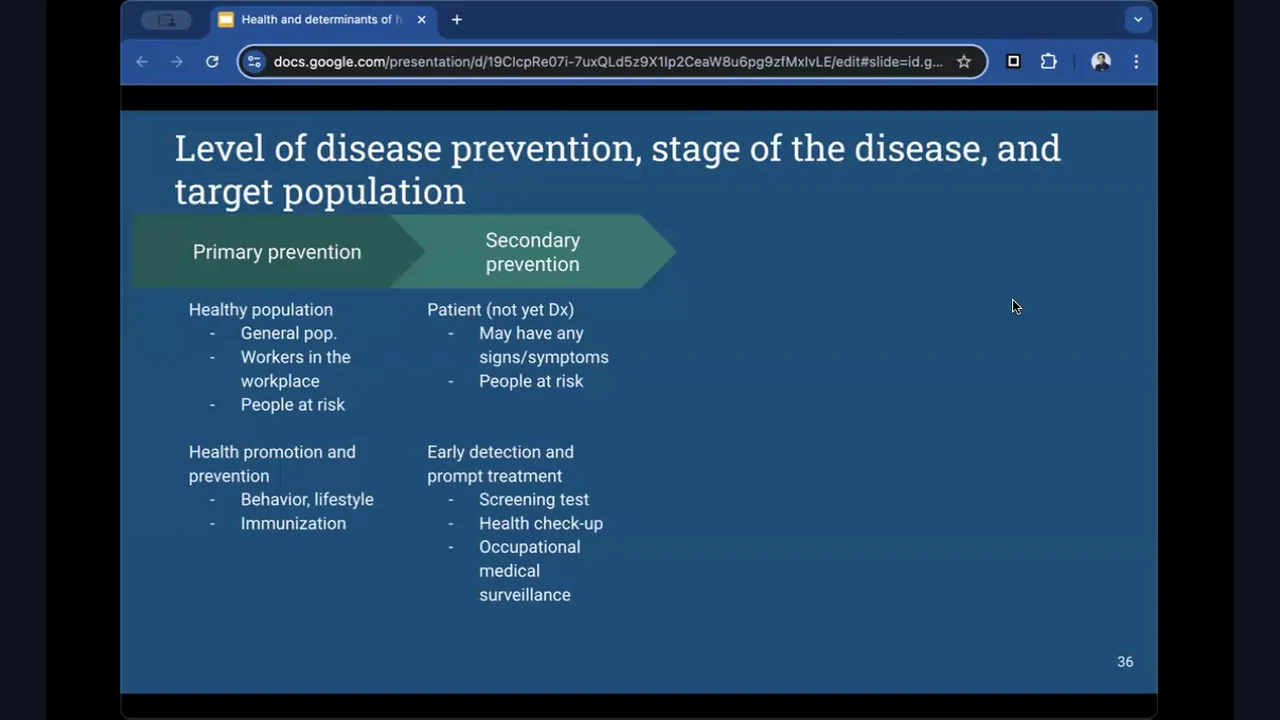 Health and determinants of h
docs.google.com/presentation/d/19ClcpRe07i-7uxQLd5z9X1Ip2CeaW8u6pg9zfMxIvLE/edit#slide=id.g...
Level of disease prevention, stage of the disease, and
target population
Primary prevention
Secondary
prevention
Healthy population
- General pop.
- Workers in the
workplace
- People at risk
Health promotion and
prevention
- Behavior, lifestyle
- Immunization
Patient (not yet Dx)
- May have any
signs/symptoms
- People at risk
Early detection and
prompt treatment
- Screening test
- Health check-up
- Occupational
medical
surveillance
36